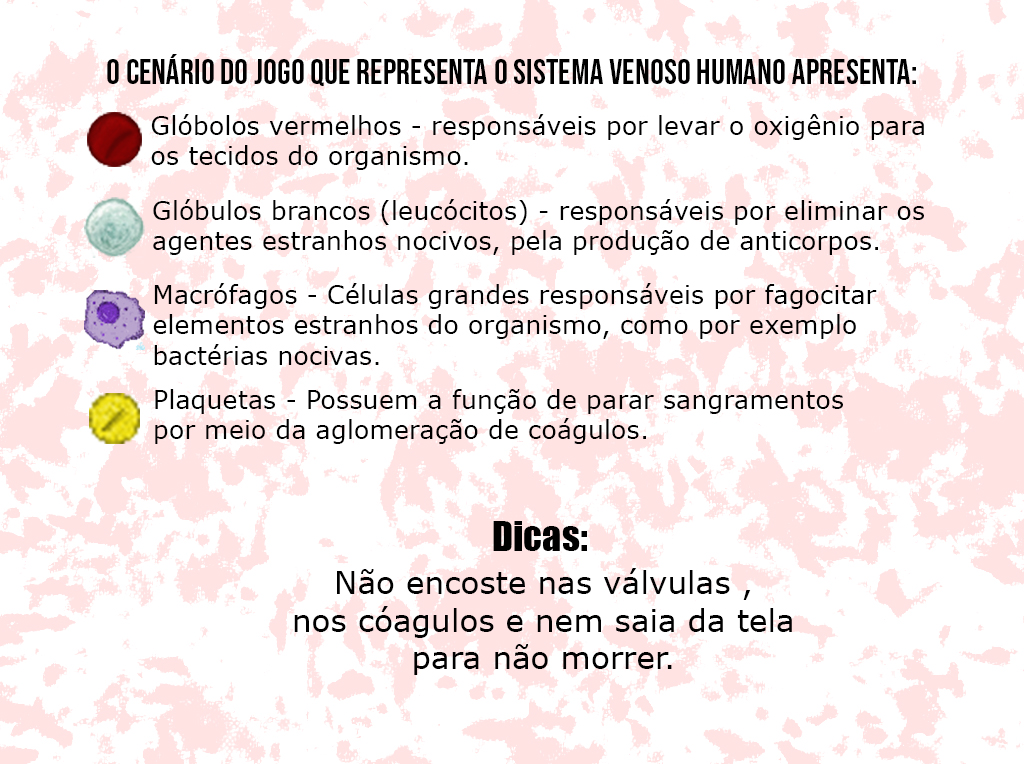 O CENÁRIO DO JOGO QUE REPRESENTA O SISTEMA VENOSO HUMANO APRESENTA:
Glóbolos vermelhos - responsáveis por levar o oxigênio para
os tecidos do organismo.
Glóbulos brancos (leucócitos) - responsáveis por eliminar os
agentes estranhos nocivos, pela produção de anticorpos.
Macrófagos - Células grandes responsáveis por fagocitar
elementos estranhos do organismo, como por exemplo
bactérias nocivas.
Plaquetas - Possuem a função de parar sangramentos
por meio da aglomeração de coágulos.
Dicas:
Não encoste nas válvulas ,
nos cóagulos e nem saia da tela
para não morrer.